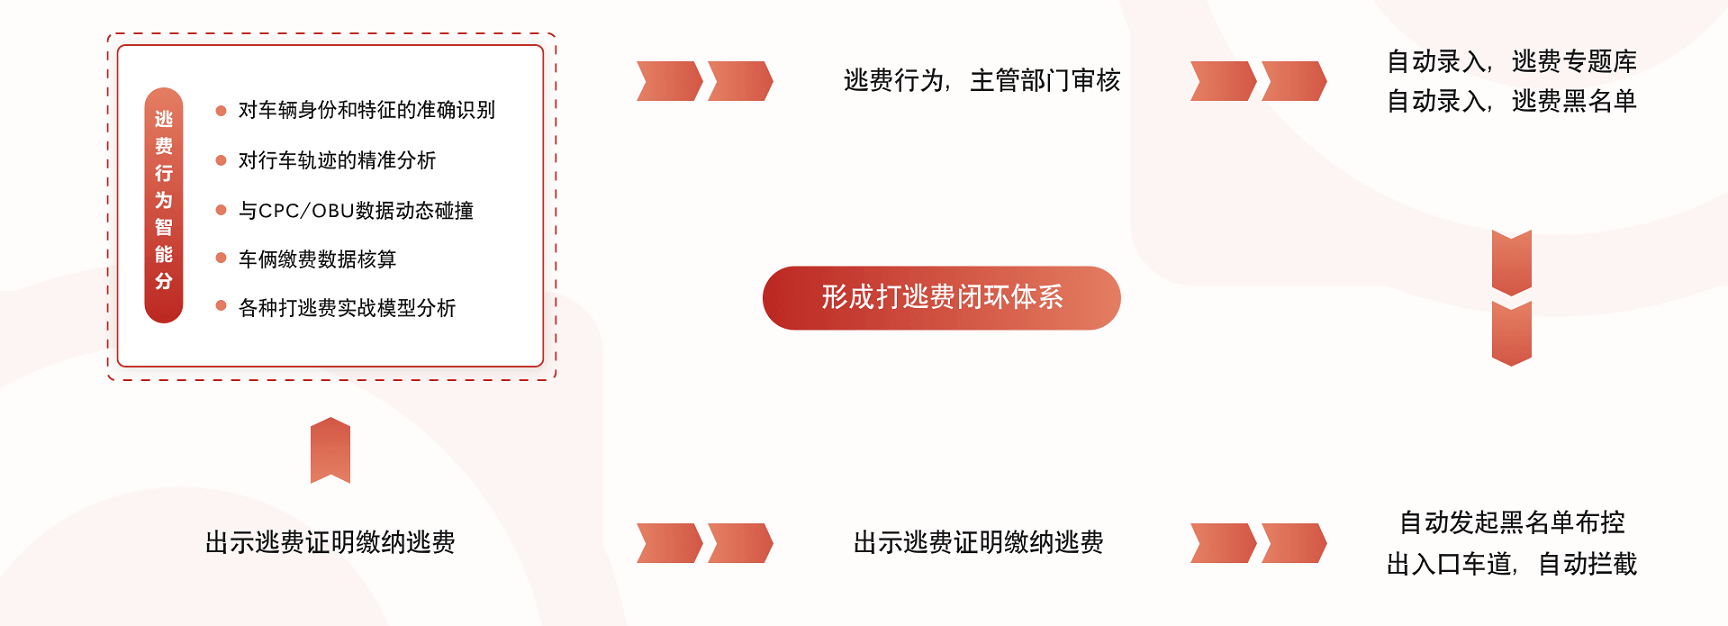 逃费行为智能分
对车辆身份和特征的准确识别
对行车轨迹的精准分析
与CPC/OBU数据动态碰撞
车俩缴费数据核算
各种打逃费实战模型分析
逃费行为，主管部门审核
自动录入，逃费专题库
自动录入，逃费黑名单
形成打逃费闭环体系
出示逃费证明缴纳逃费
出示逃费证明缴纳逃费
自动发起黑名单布控
出入口车道，自动拦截